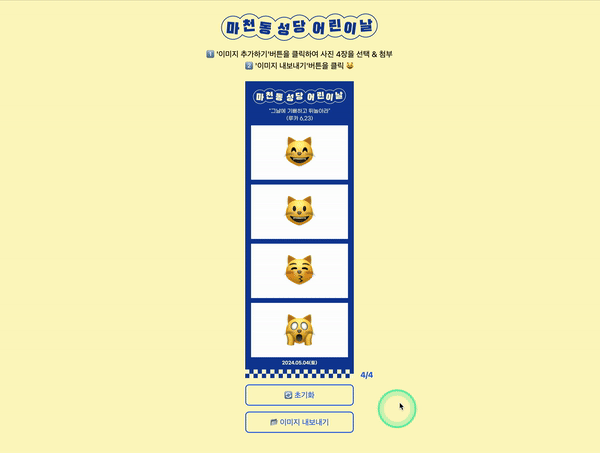 마천동성당어린이날
1️⃣ '이미지 추가하기'버튼을 클릭하여 사진 4장을 선택 & 첨부
2️⃣ '이미지 내보내기'버튼을 클릭 😽
마천동성당어린이날
"그날에 기뻐하고 뛰놀아라"
(루카 6,23)
2024.05.04(토)
4/4
초기화
이미지 내보내기